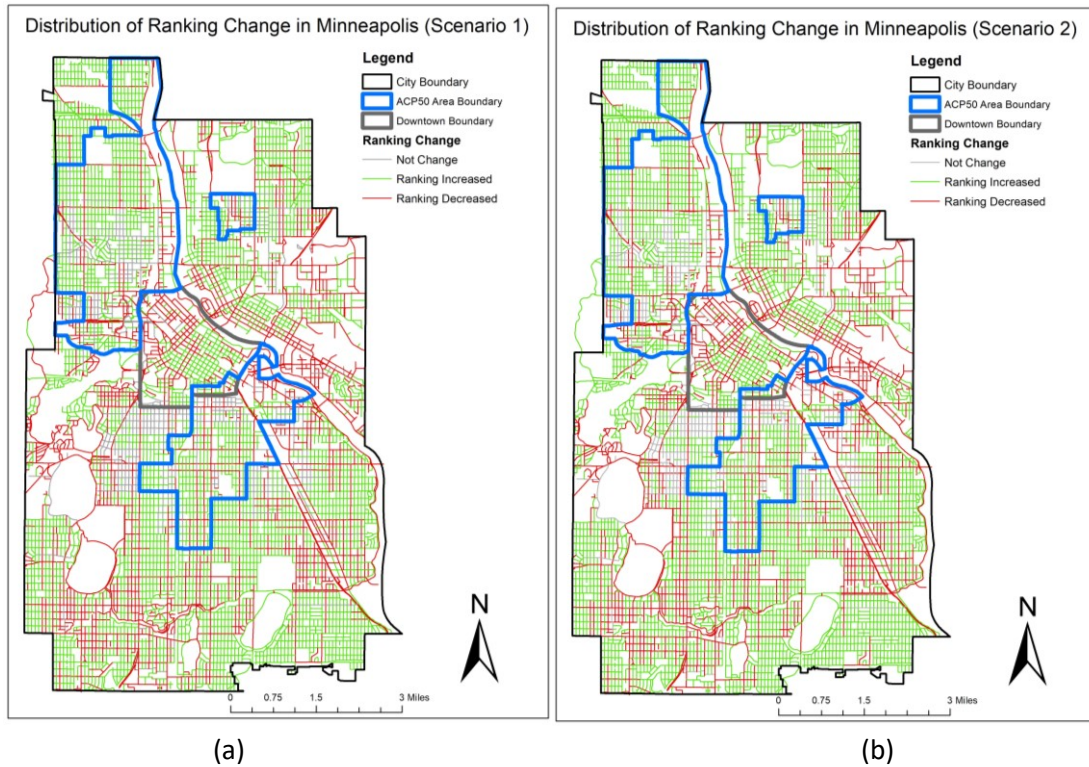 Distribution of Ranking Change in Minneapolis (Scenario 1)
Legend
City Boundary
ACP50 Area Boundary
Downtown Boundary
Ranking Change
Not Change
Ranking Increased
Ranking Decreased
N
0 0.75 1.5 3 Miles
(a)
Distribution of Ranking Change in Minneapolis (Scenario 2)
Legend
City Boundary
ACP50 Area Boundary
Downtown Boundary
Ranking Change
Not Change
Ranking Increased
Ranking Decreased
N
0 0.75 1.5 3 Miles
(b)